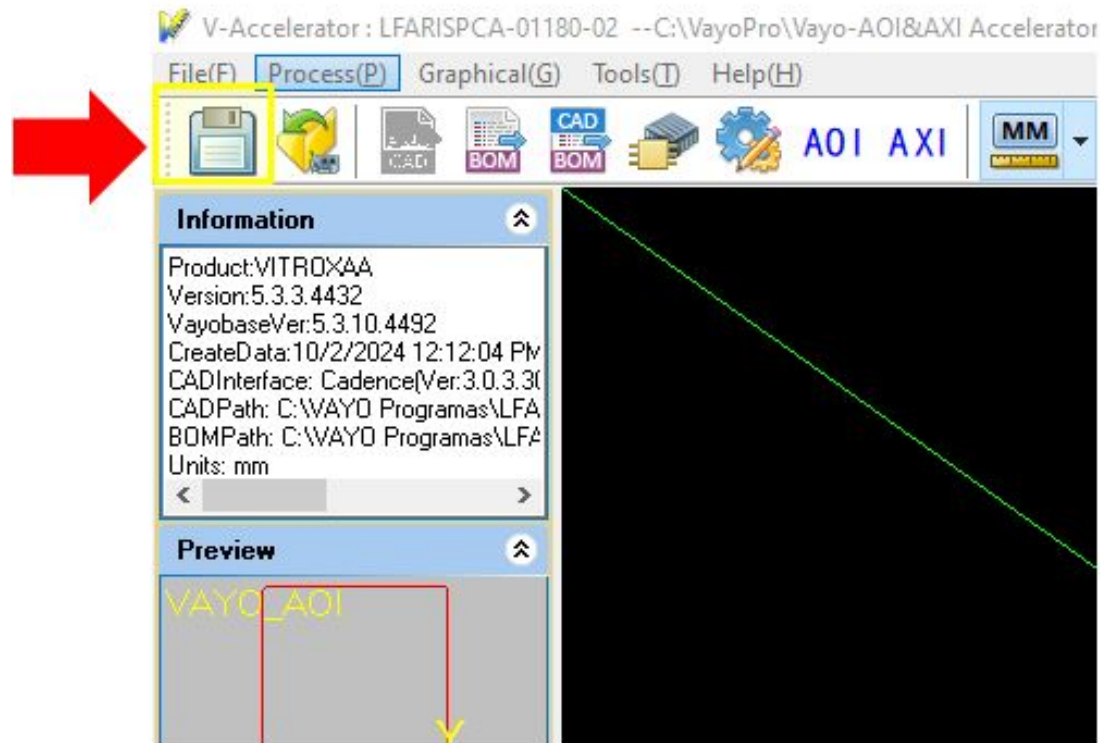 V-Accelerator : LFARISPCA-01180-02 --C:\VayoPro\Vayo-AOI&AXI Accelerator
File(F) Process(P) Graphical(G) Tools(T) Help(H)
CAD BOM CAD BOM AOI AXI MM
Information
Product:VITROXAA
Version:5.3.3.4432
VayobaseVer:5.3.10.4492
CreateData:10/2/2024 12:12:04 PM
CADInterface: Cadence(Ver:3.0.3.30
CADPath: C:\VAYO Programas\LFA
BOMPath: C:\VAYO Programas\LFA
Units: mm
Preview
VAYO_AOI
Y